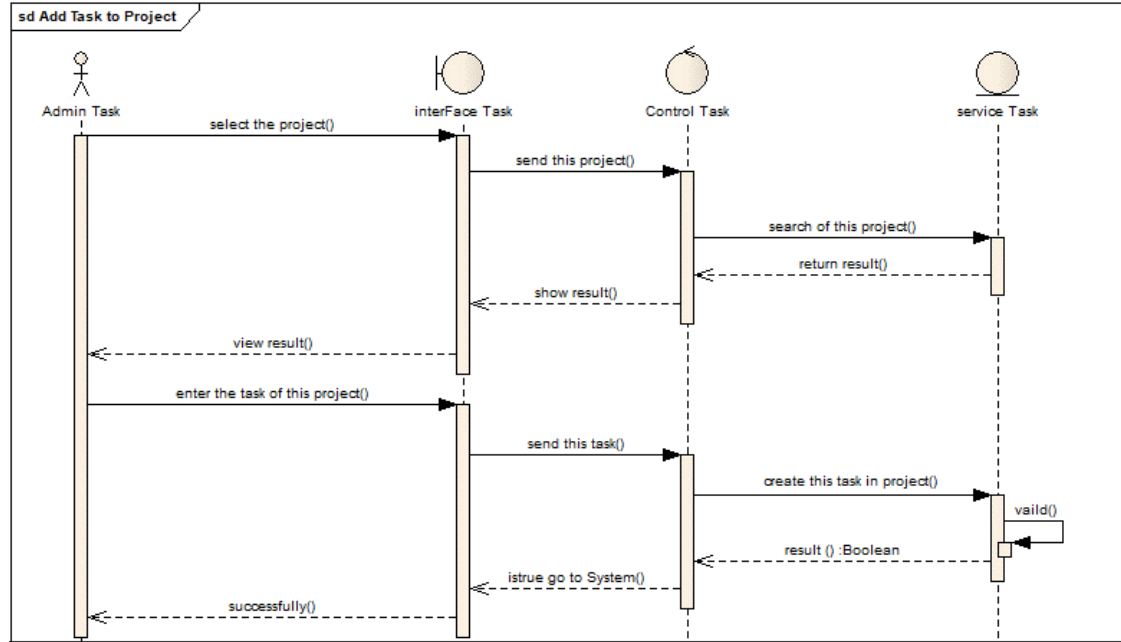 sd Add Task to Project
Admin Task
interFace Task
Control Task
service Task
select the project()
send this project()
search of this project()
return result()
show result()
view result()
enter the task of this project()
send this task()
create this task in project()
vaild()
result () :Boolean
istrue go to System()
successfully()